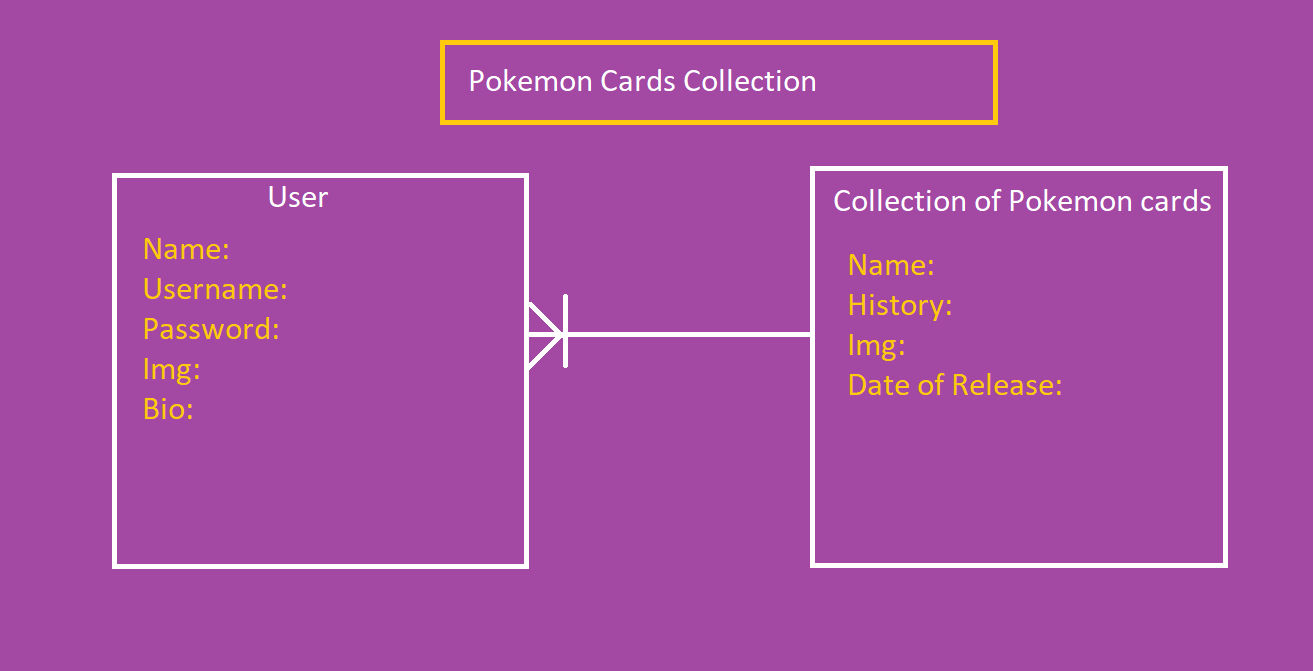 Pokemon Cards Collection
User
Name:
Username:
Password:
Img:
Bio:
Collection of Pokemon cards
Name:
History:
Img:
Date of Release: